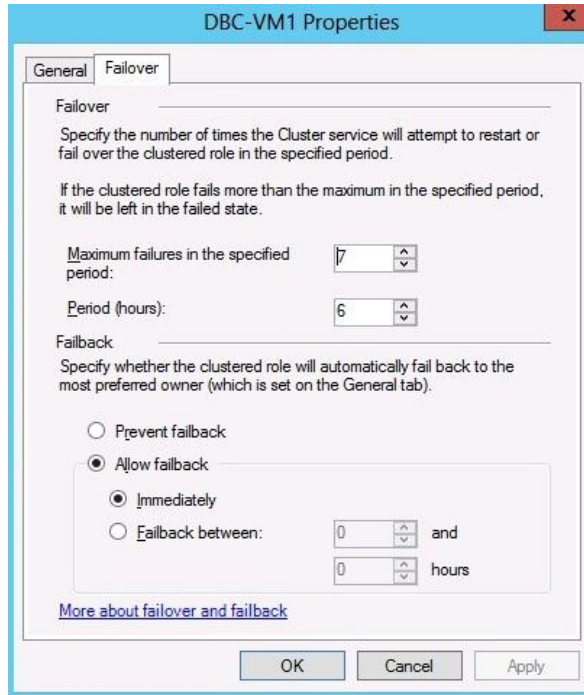 DBC-VM1 Properties
x
General
Failover
Failover
Specify the number of times the Cluster service will attempt to restart or
fail over the clustered role in the specified period.
If the clustered role fails more than the maximum in the specified period,
it will be left in the failed state.
Maximum failures in the specified
period:
7
Period (hours):
6
Failback
Specify whether the clustered role will automatically fail back to the
most preferred owner (which is set on the General tab).
Prevent failback
Allow failback
Immediately
Failback between:
0
and
0
hours
More about failover and failback
OK
Cancel
Apply